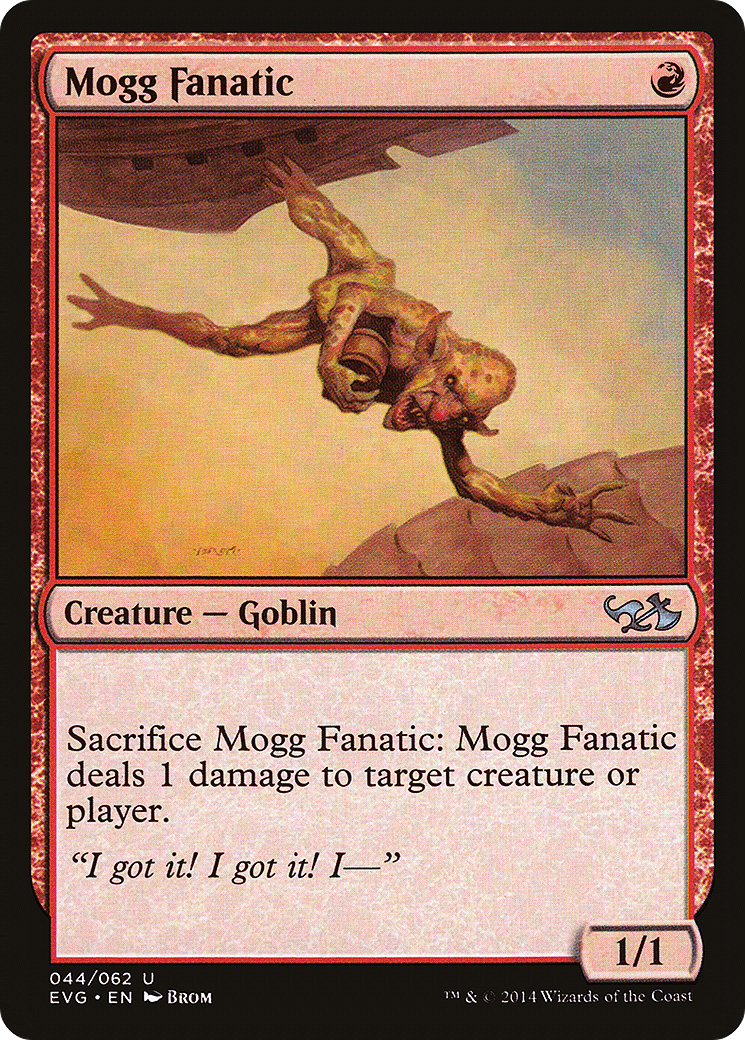 Mogg Fanatic
Creature — Goblin
Sacrifice Mogg Fanatic: Mogg Fanatic
deals 1 damage to target creature or
player.
“I got it! I got it! I—”
1/1
044/062 U
EVG • EN Brom
™ & © 2014 Wizards of the Coast